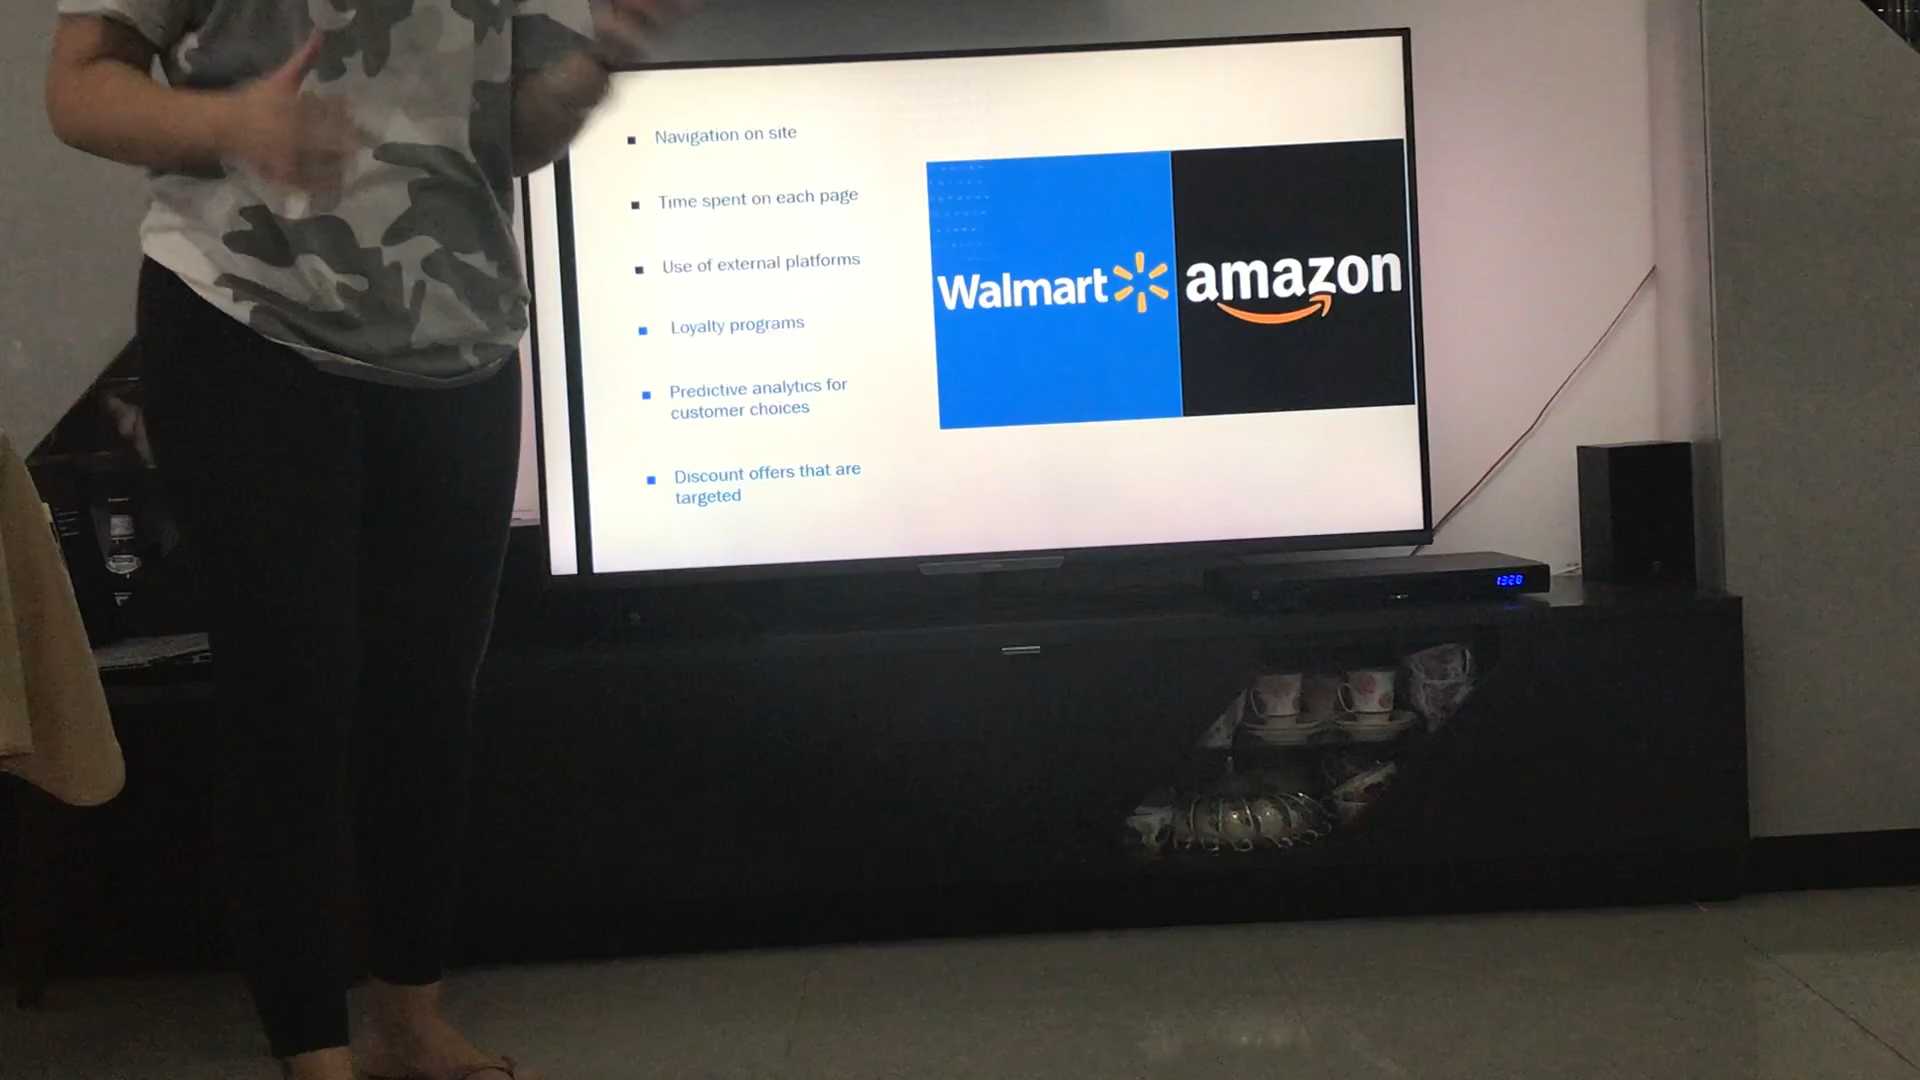 Navigation on site
Time spent on each page
Use of external platforms
Loyalty programs
Predictive analytics for
customer choices
Discount offers that are
targeted
Walmart
amazon
1328